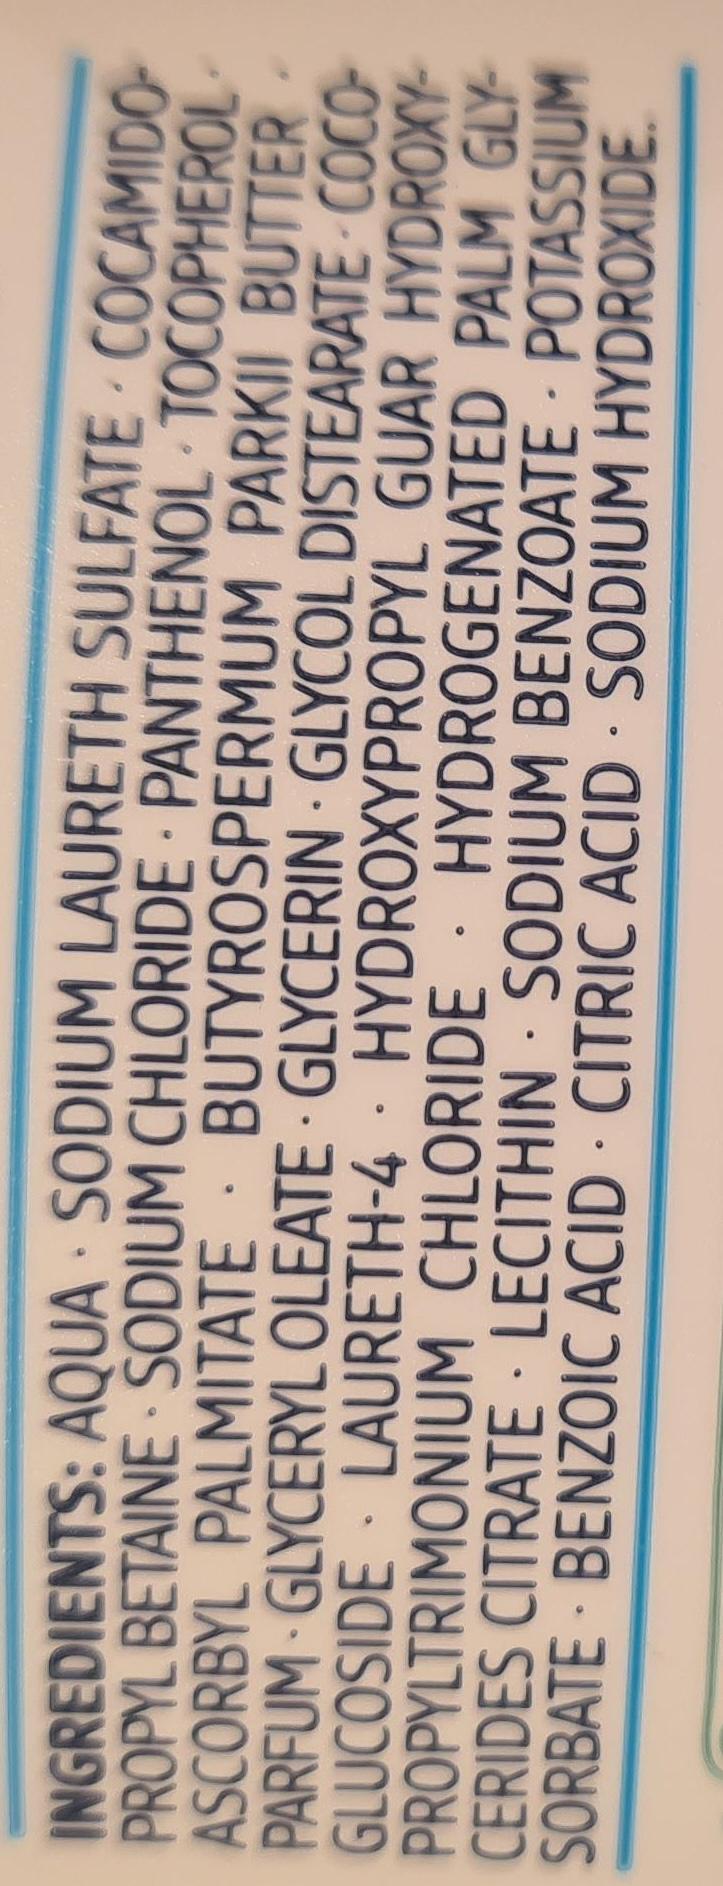 INGREDIENTS: AQUA · SODIUM LAURETH SULFATE · COCAMIDO-
PROPYL BETAINE · SODIUM CHLORIDE · PANTHENOL · TOCOPHEROL ·
ASCORBYL PALMITATE · BUTYROSPERMUM PARKII BUTTER ·
PARFUM · GLYCERYL OLEATE · GLYCERIN · GLYCOL DISTEARATE · COCO-
GLUCOSIDE · LAURETH-4 · HYDROXYPROPYL GUAR HYDROXY-
PROPYLTRIMONIUM CHLORIDE · HYDROGENATED PALM GLY-
CERIDES CITRATE · LECITHIN · SODIUM BENZOATE · POTASSIUM
SORBATE · BENZOIC ACID · CITRIC ACID · SODIUM HYDROXIDE.